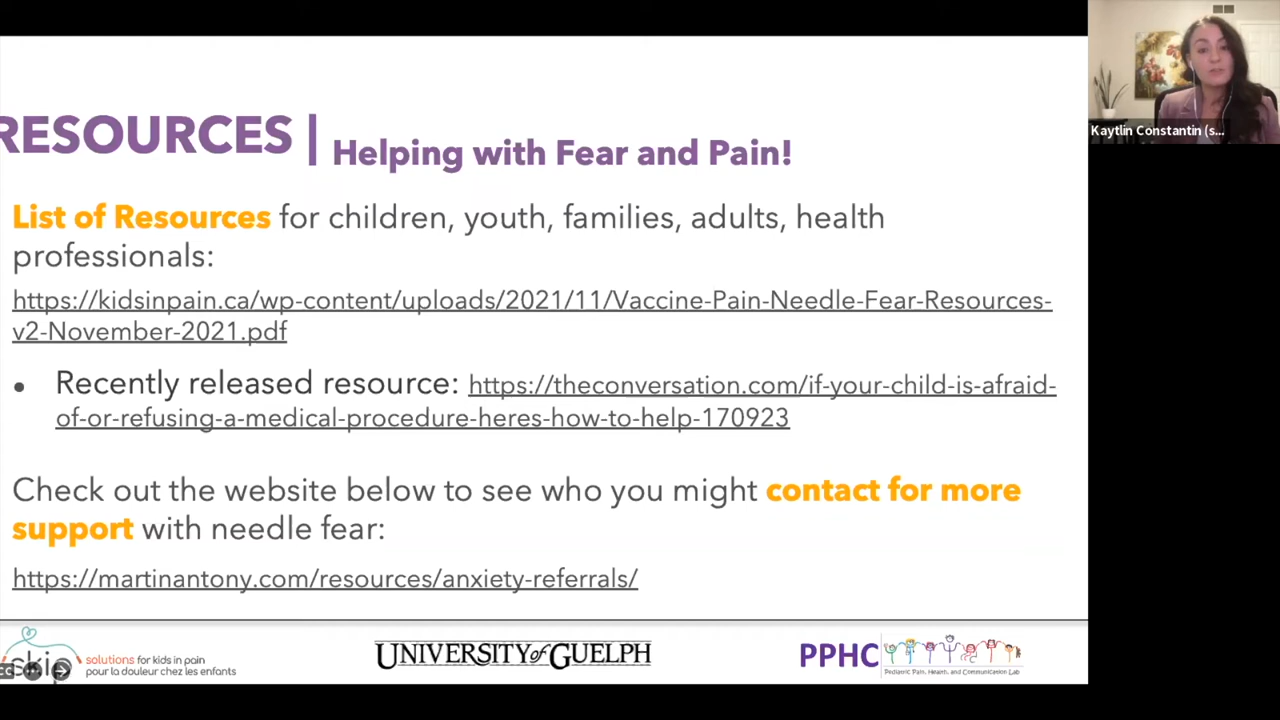 RESOURCES |
Helping with Fear and Pain!
Kaytlin Constantin (s...
List of Resources for children, youth, families, adults, health
professionals:
https://kidsinpain.ca/wp-content/uploads/2021/11/Vaccine-Pain-Needle-Fear-Resources-
v2-November-2021.pdf
• Recently released resource: https://theconversation.com/if-your-child-is-afraid-
of-or-refusing-a-medical-procedure-heres-how-to-help-170923
Check out the website below to see who you might contact for more
support with needle fear:
https://martinantony.com/resources/anxiety-referrals/
skip
solutions for kids in pain
pour la douleur chez les enfants
UNIVERSITY of GUELPH
PPHC
Pediatric Pain, Health, and Communication Lab
CC